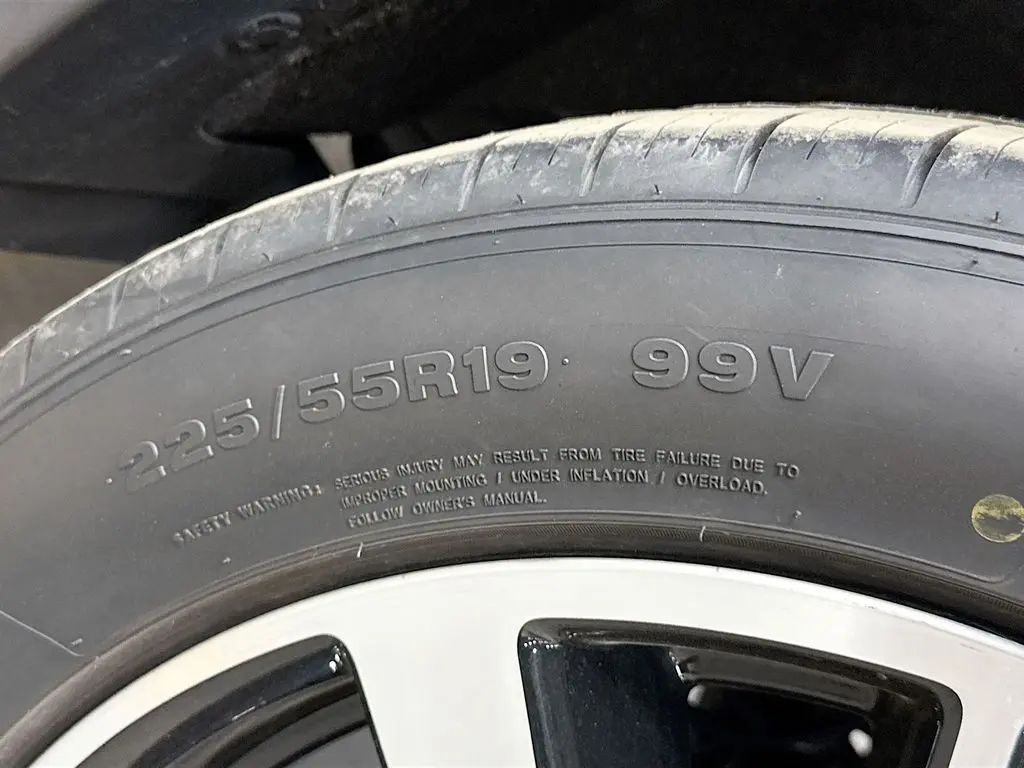 225/55R19 99V
SAFETY WARNING: SERIOUS INJURY MAY RESULT FROM TIRE FAILURE DUE TO
IMPROPER MOUNTING / UNDER INFLATION / OVERLOAD.
FOLLOW OWNER'S MANUAL.